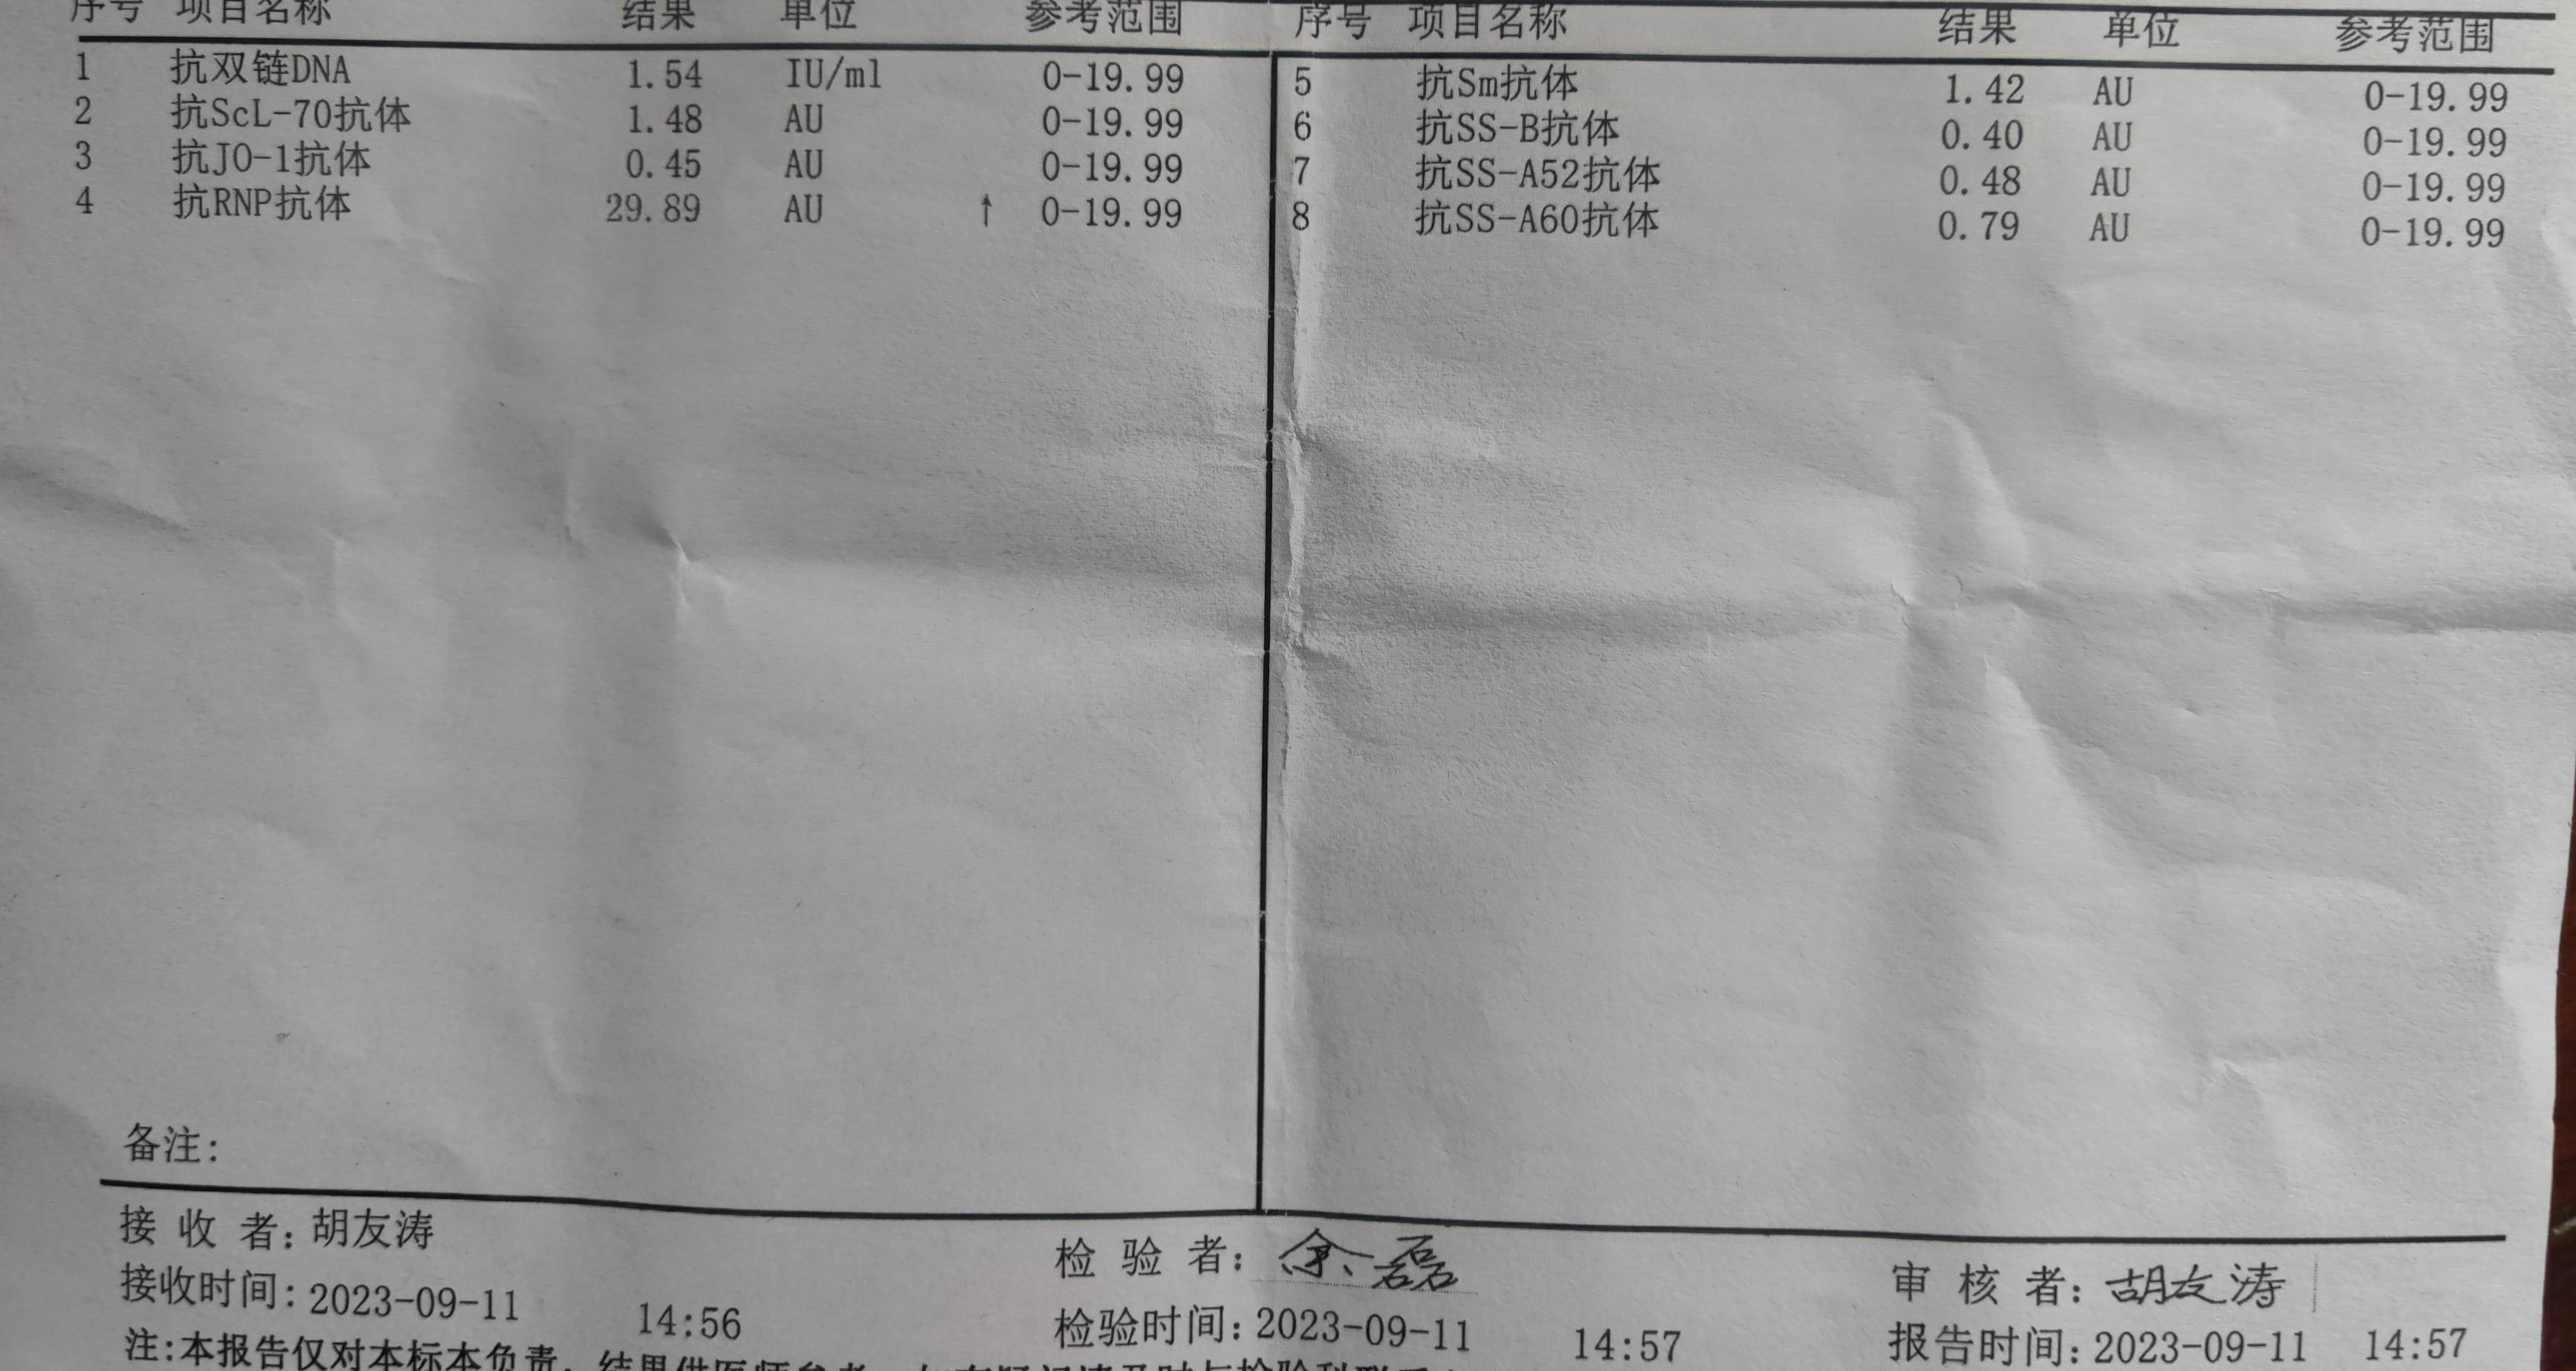 序号 项目名称 结果 单位 参考范围 序号 项目名称 结果 单位 参考范围
1 抗双链DNA 1.54 IU/ml 0-19.99 5 抗Sm抗体 1.42 AU 0-19.99
2 抗ScL-70抗体 1.48 AU 0-19.99 6 抗SS-B抗体 0.40 AU 0-19.99
3 抗JO-1抗体 0.45 AU 0-19.99 7 抗SS-A52抗体 0.48 AU 0-19.99
4 抗RNP抗体 29.89 AU ↑ 0-19.99 8 抗SS-A60抗体 0.79 AU 0-19.99
备注:
接收者: 胡友涛 检验者: 余磊 审核者: 胡友涛
接收时间: 2023-09-11 14:56 检验时间: 2023-09-11 14:57 报告时间: 2023-09-11 14:57
注:本报告仅对本标本负责,结果供医师参考